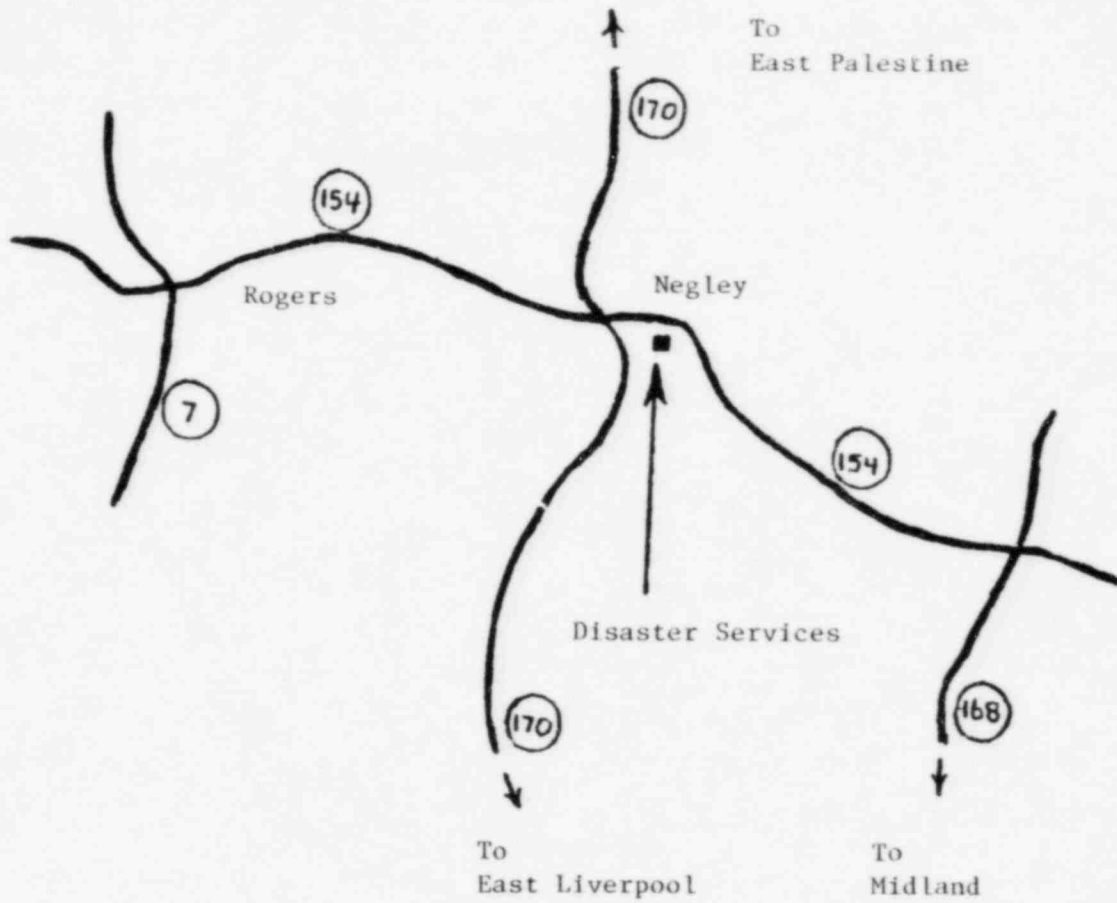 To
East Palestine
170
154
Rogers
Negley
7
154
Disaster Services
170
168
To
East Liverpool
To
Midland